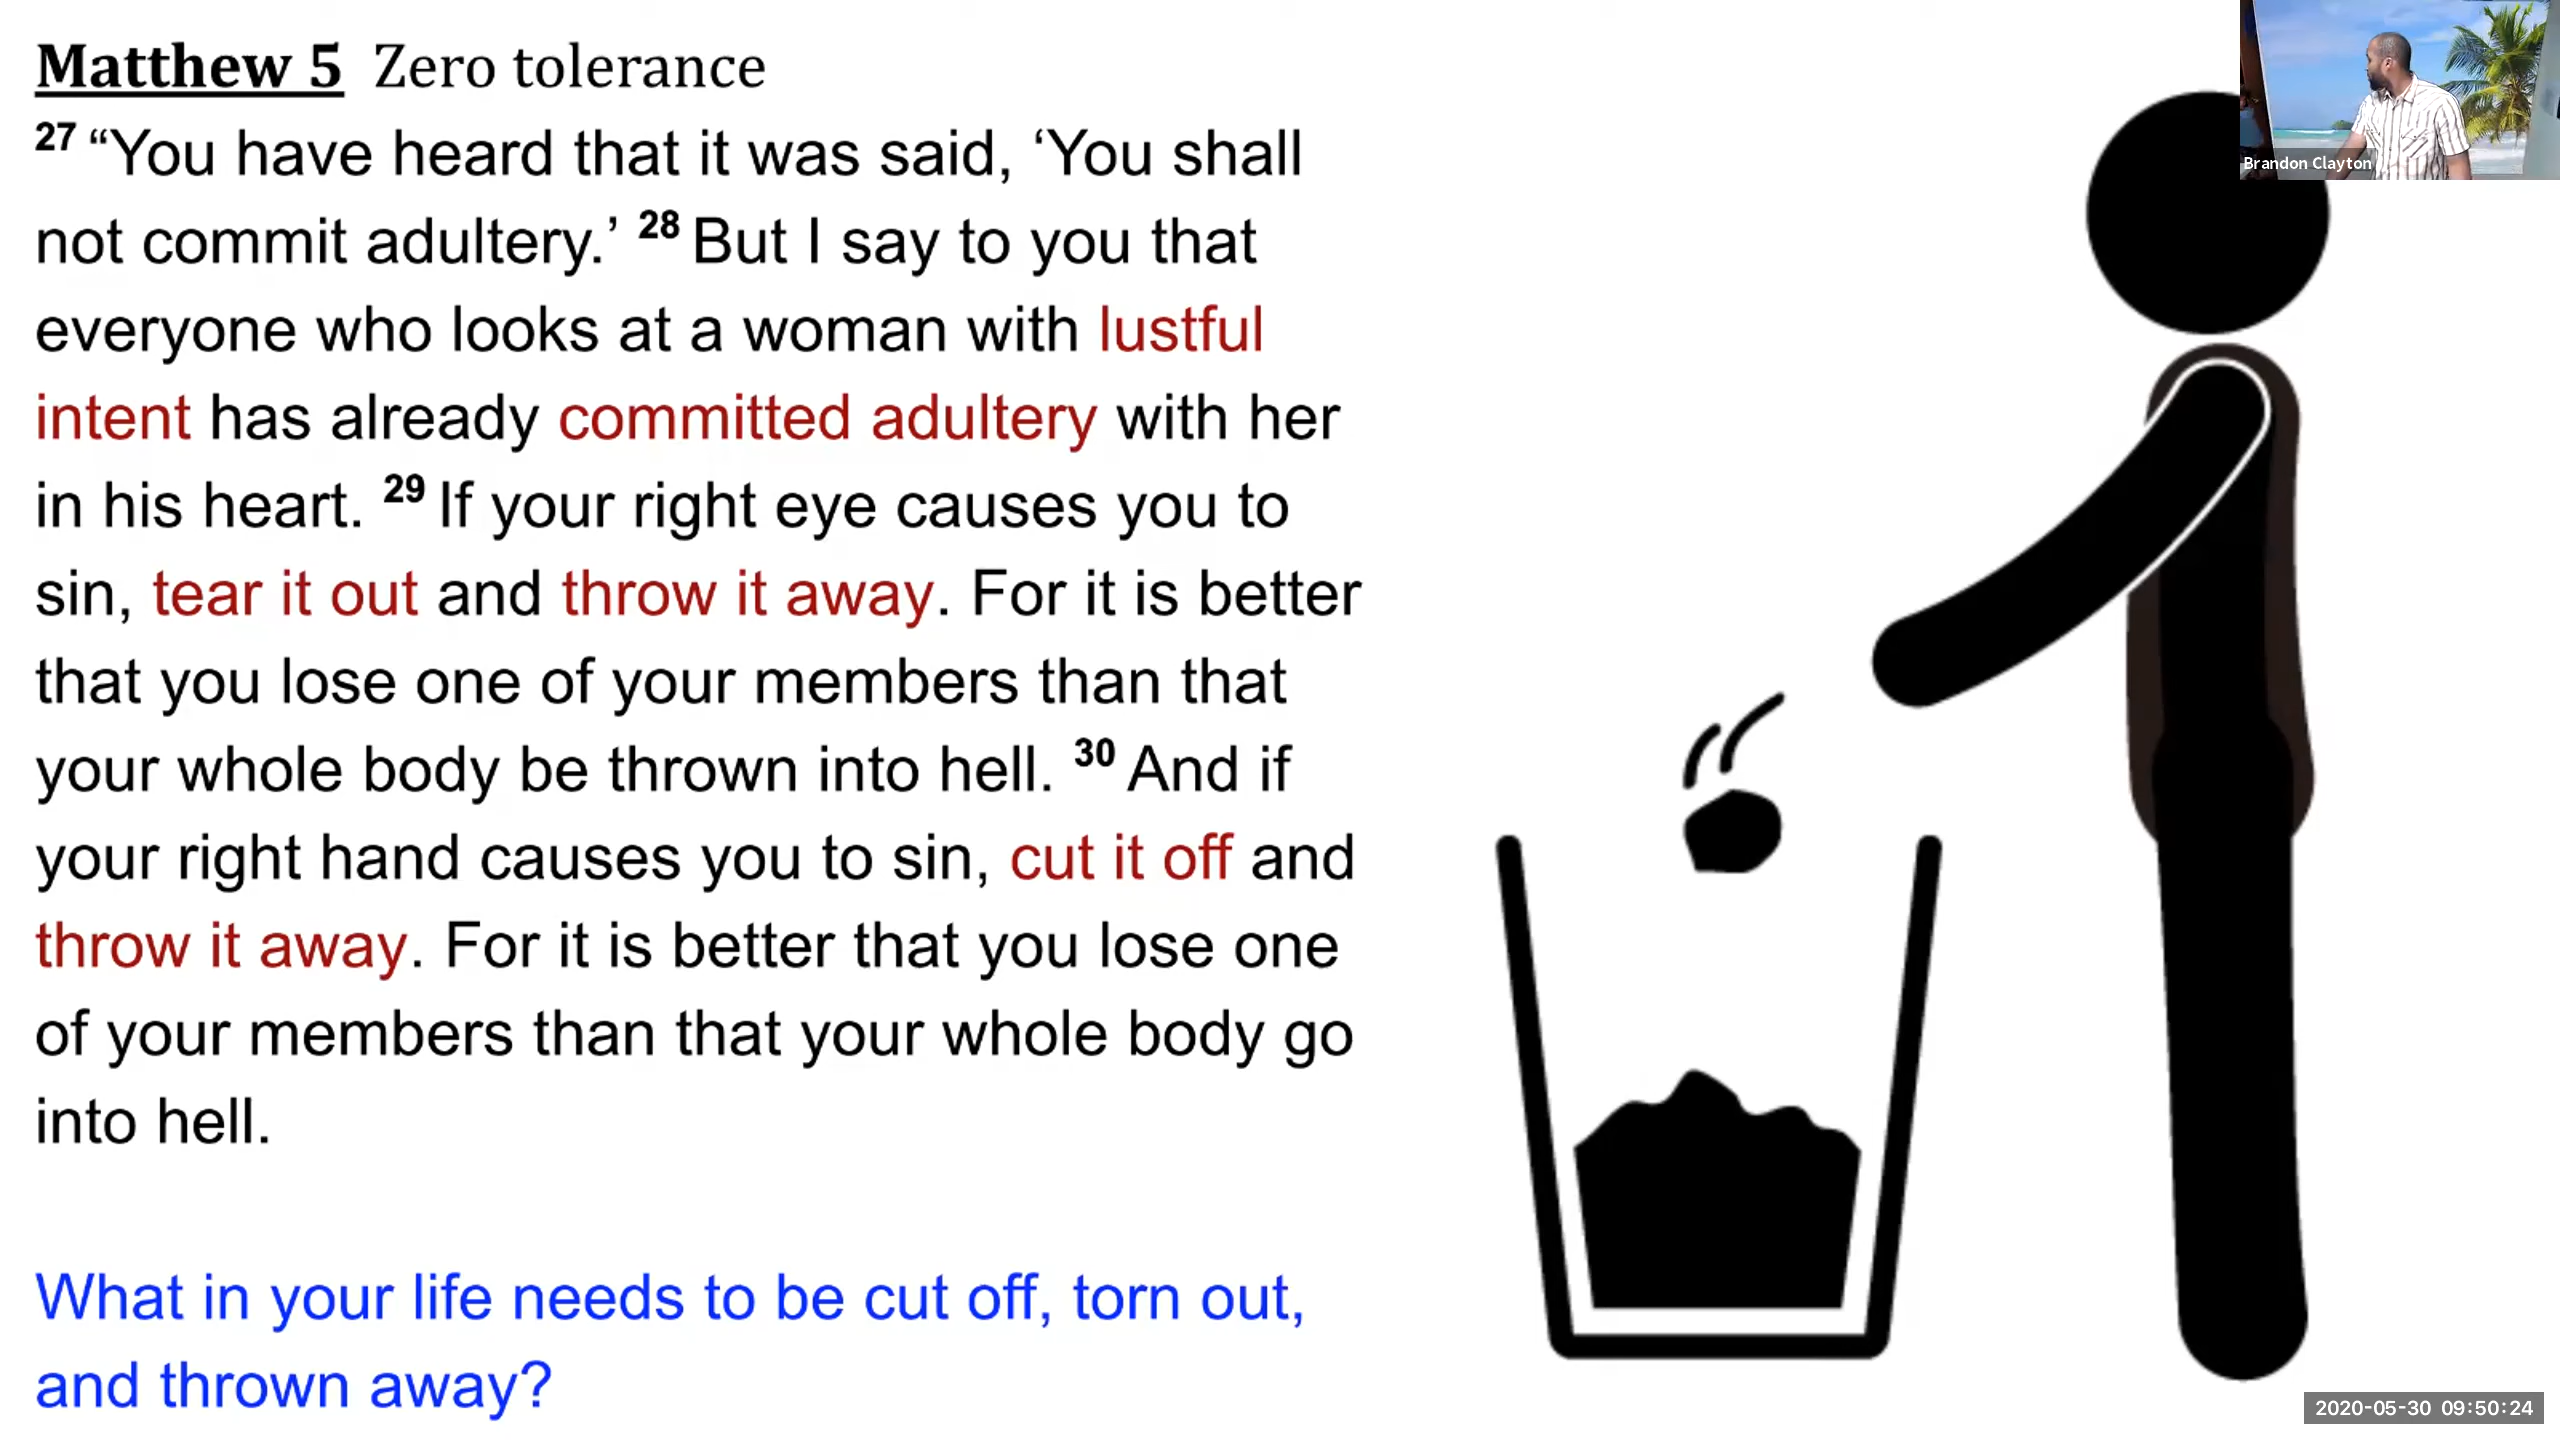 Matthew 5 Zero tolerance
27 “You have heard that it was said, ‘You shall
not commit adultery.’ 28 But I say to you that
everyone who looks at a woman with lustful
intent has already committed adultery with her
in his heart. 29 If your right eye causes you to
sin, tear it out and throw it away. For it is better
that you lose one of your members than that
your whole body be thrown into hell. 30 And if
your right hand causes you to sin, cut it off and
throw it away. For it is better that you lose one
of your members than that your whole body go
into hell.
What in your life needs to be cut off, torn out,
and thrown away?
Brandon Clayton
2020-05-30 09:50:24